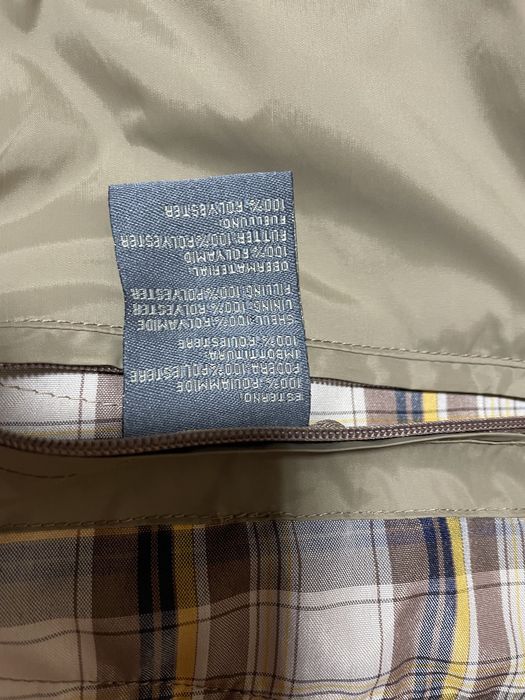 ESTERNO:
100% POLIAMMIDE
FODERA:100% POLIESTERE
IMBOTTITURA:
100% POLIESTERE
SHELL:100% POLYAMIDE
LINING:100% POLYESTER
FILLING:100% POLYESTER
OBERMATERIAL:
100% POLYAMID
FUTTER:100% POLYESTER
FUELLUNG:
100% POLYESTER